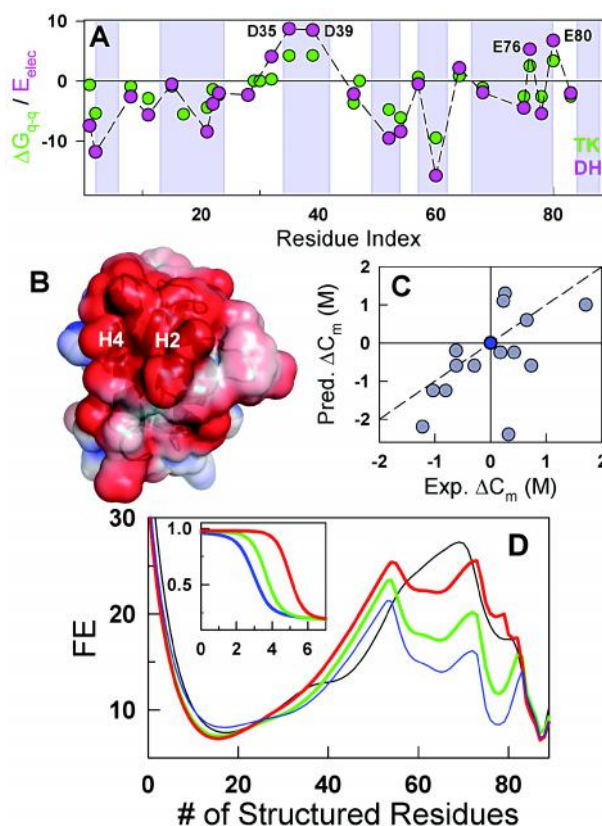 A
D35
D39
E76
E80
ΔG_q-q / E_elec
0
-10
TK
DH
20
40
60
80
Residue Index
B
H4
H2
C
Pred. ΔC_m (M)
2
1
0
-1
-2
-2
-1
0
1
2
Exp. ΔC_m (M)
D
FE
30
20
10
1.0
0.5
0
2
4
6
0
20
40
60
80
# of Structured Residues